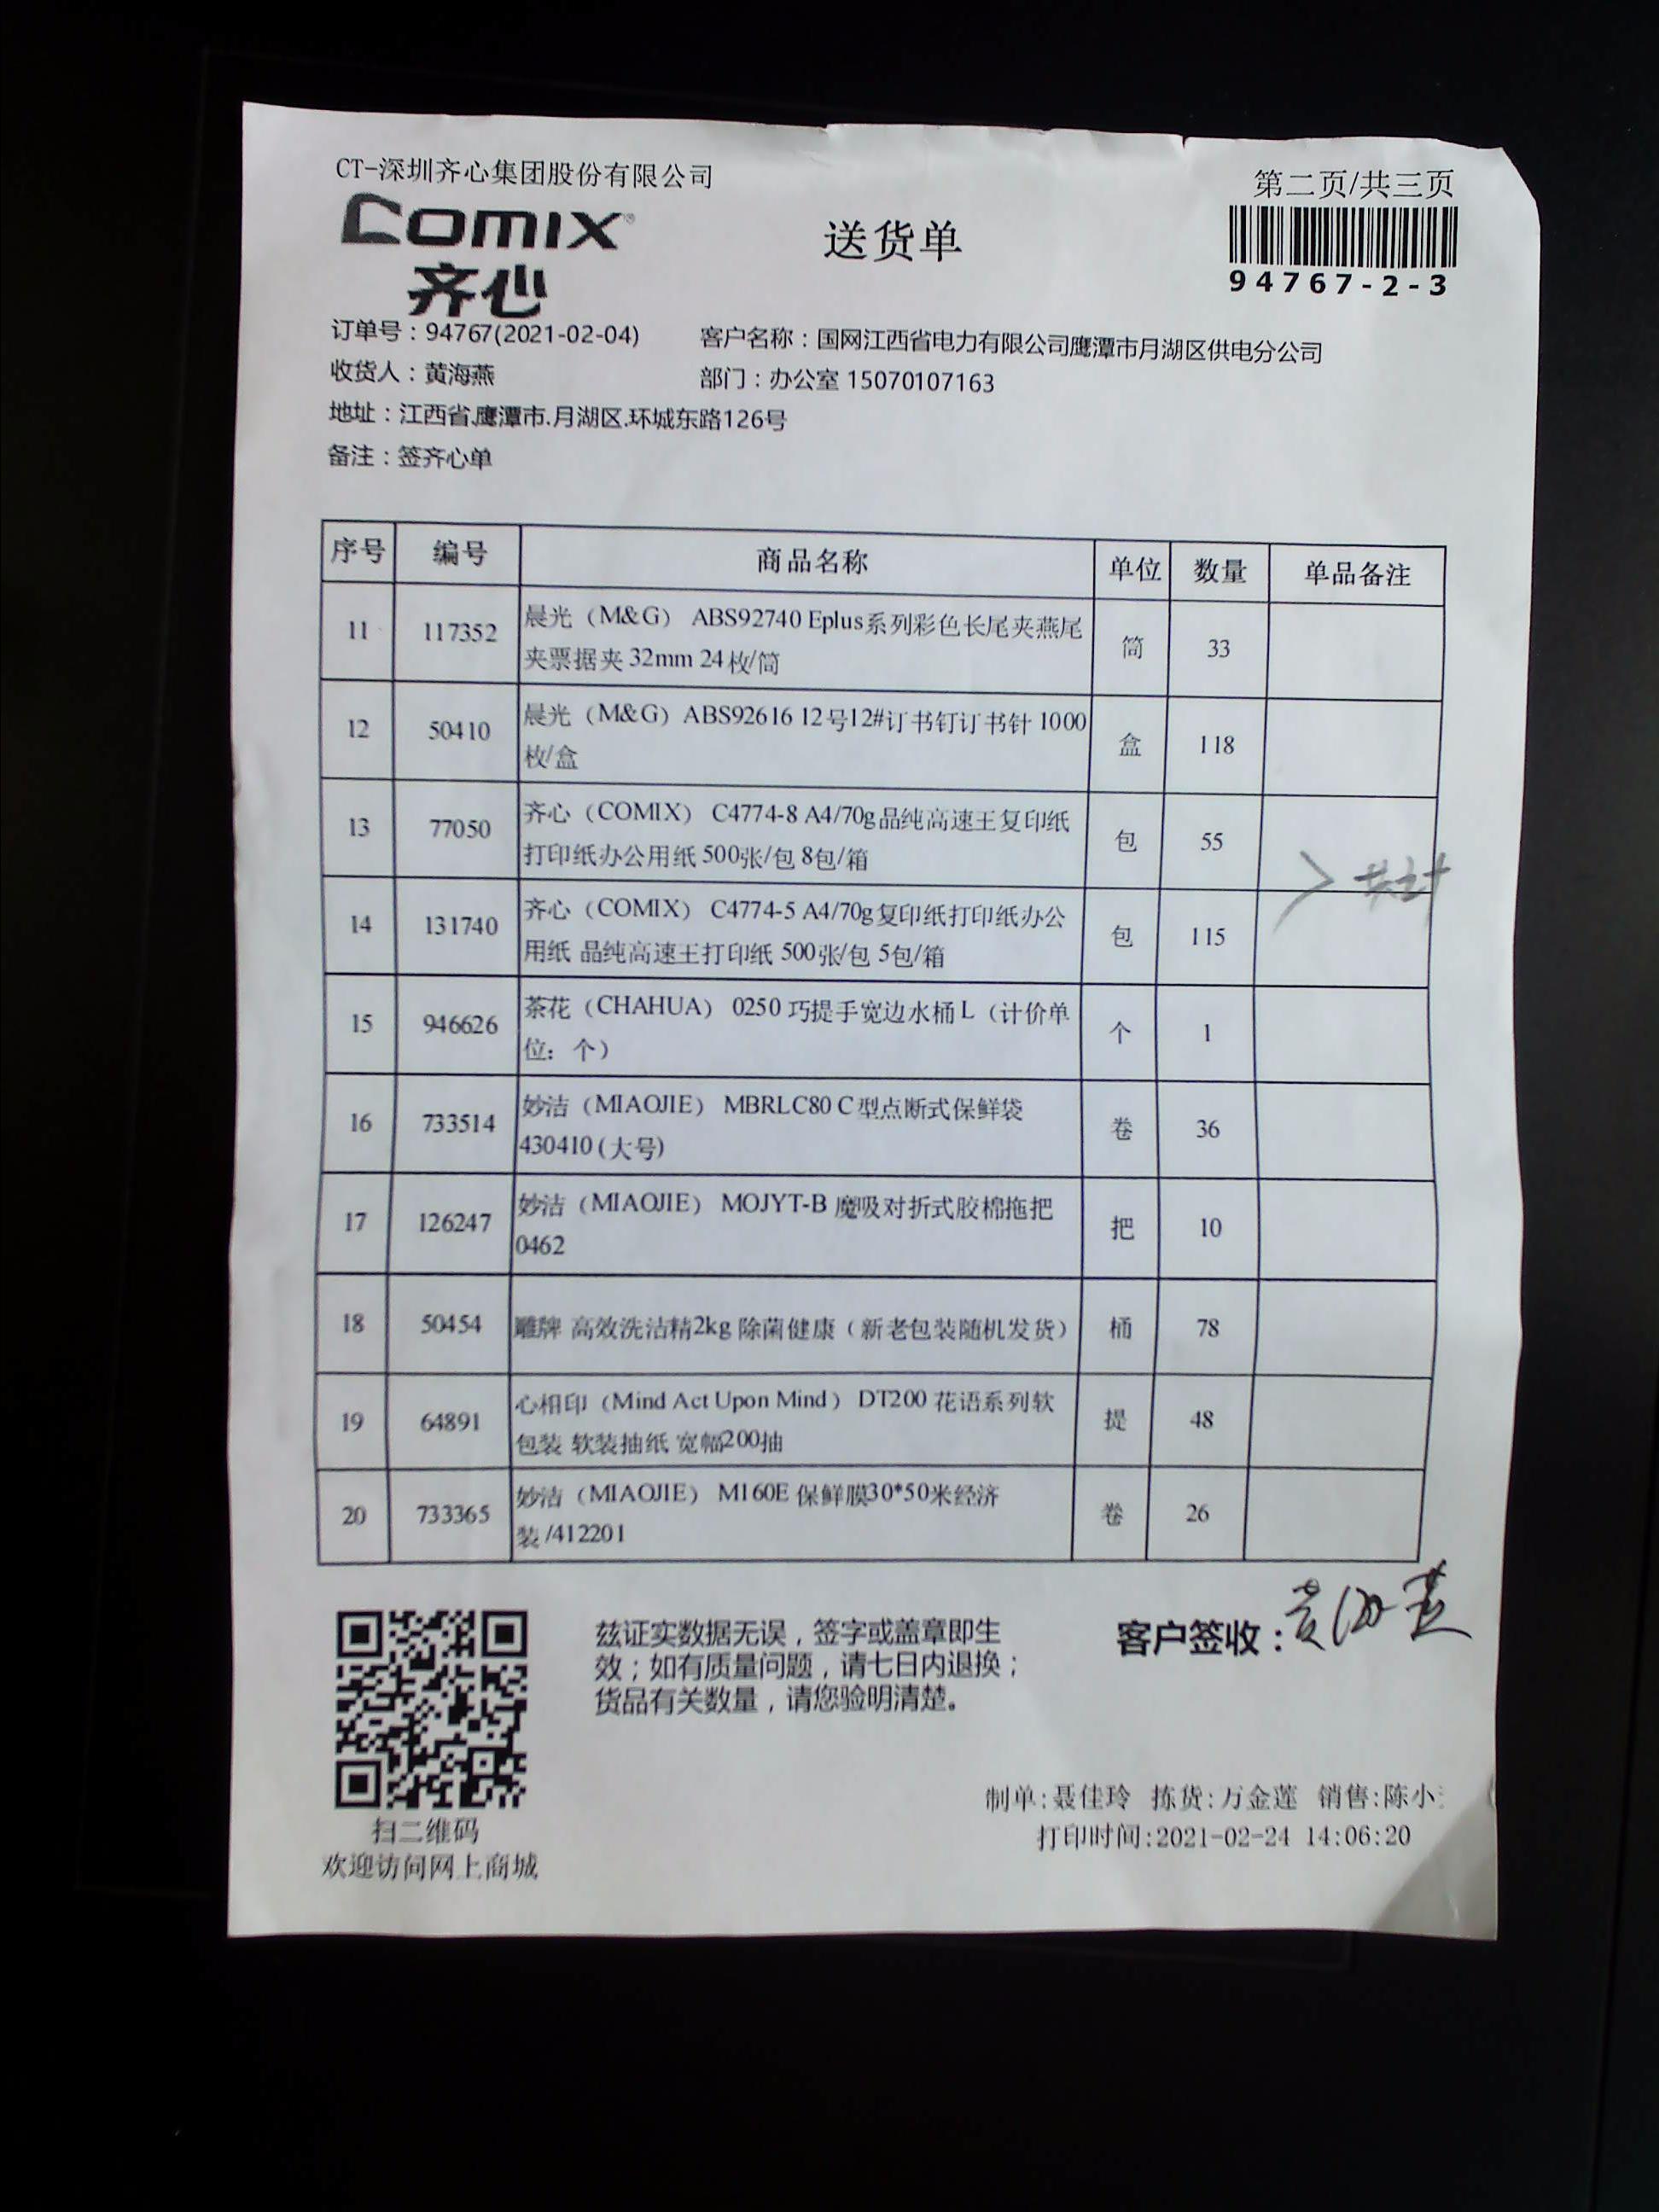 CT-深圳齐心集团股份有限公司
第二页/共三页
COMIX
齐心
送货单
94767-2-3
订单号：94767(2021-02-04)
客户名称：国网江西省电力有限公司鹰潭市月湖区供电分公司
收货人：黄海燕
部门：办公室 15070107163
地址：江西省.鹰潭市.月湖区.环城东路126号
备注：签齐心单
序号 编号 商品名称 单位 数量 单品备注
11 117352 晨光（M&G） ABS92740 Eplus系列彩色长尾夹燕尾
夹票据夹 32mm 24枚/筒 筒 33
12 50410 晨光（M&G）ABS92616 12号12#订书钉订书针 1000
枚/盒 盒 118
13 77050 齐心（COMIX） C4774-8 A4/70g品纯高速王复印纸
打印纸办公用纸 500张/包 8包/箱 包 55
14 131740 齐心（COMIX） C4774-5 A4/70g复印纸打印纸办公
用纸 品纯高速王打印纸 500张/包 5包/箱 包 115
15 946626 茶花（CHAHUA） 0250 巧提手宽边水桶 L（计价单
位：个） 个 1
16 733514 妙洁（MIAOJIE） MBRLC80 C型点断式保鲜袋
430410 (大号) 卷 36
17 126247 妙洁（MIAOJIE） MOJYT-B 魔吸对折式胶棉拖把
0462 把 10
18 50454 雕牌 高效洗洁精2kg 除菌健康（新老包装随机发货） 桶 78
19 64891 心相印（Mind Act Upon Mind） DT200 花语系列软
包装 软装抽纸 宽幅200抽 提 48
20 733365 妙洁（MIAOJIE） M160E 保鲜膜30*50米经济
装 /412201 卷 26
兹证实数据无误，签字或盖章即生
效；如有质量问题，请七日内退换；
货品有关数量，请您验明清楚。
客户签收：黄海燕
扫二维码
欢迎访问网上商城
制单:聂佳玲 拣货:万金莲 销售:陈小
打印时间:2021-02-24 14:06:20